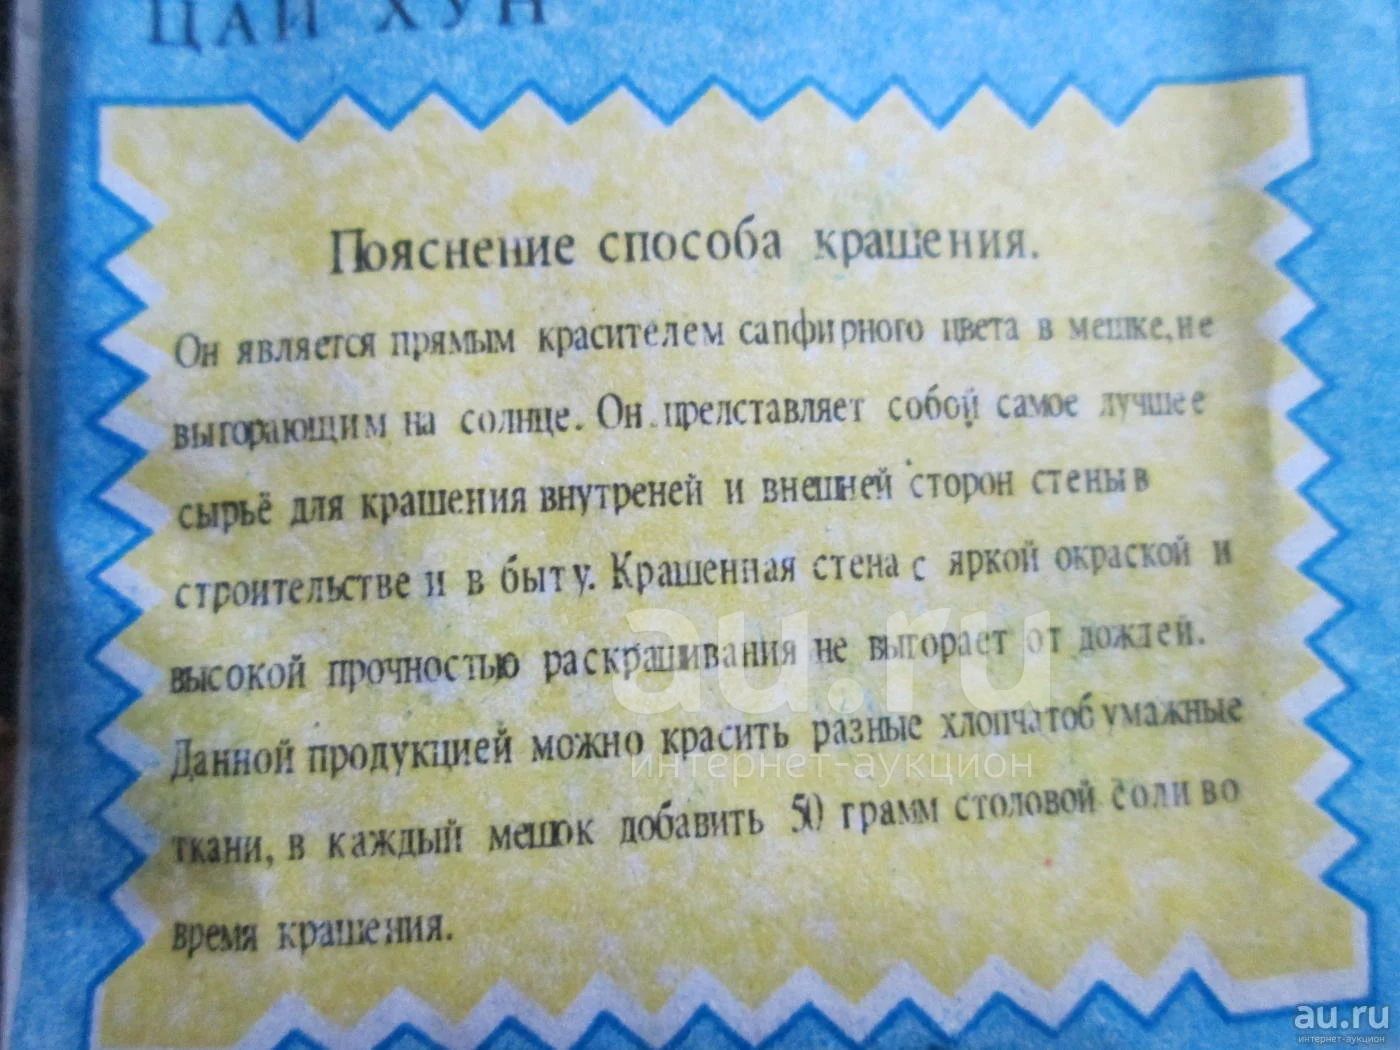 ЦАЙ ХУН
Пояснение способа крашения.
Он является прямым красителем сапфирного цвета в мешке, не
выгорающим на солнце. Он.прелставляет собой самое лучшее
сырьё для крашения внутреней и внешней сторон стены в
строительстве и в быту. Крашенная стена с яркой окраской и
высокой прочностью раскрашивания не выгорает от дождей.
Данной продукцией можно красить разные хлопчатобумажные
ткани, в каждый мешок добавить 50 грамм столовой соли во
время крашения.
au.ru
интернет-аукцион
au.ru
интернет-аукцион